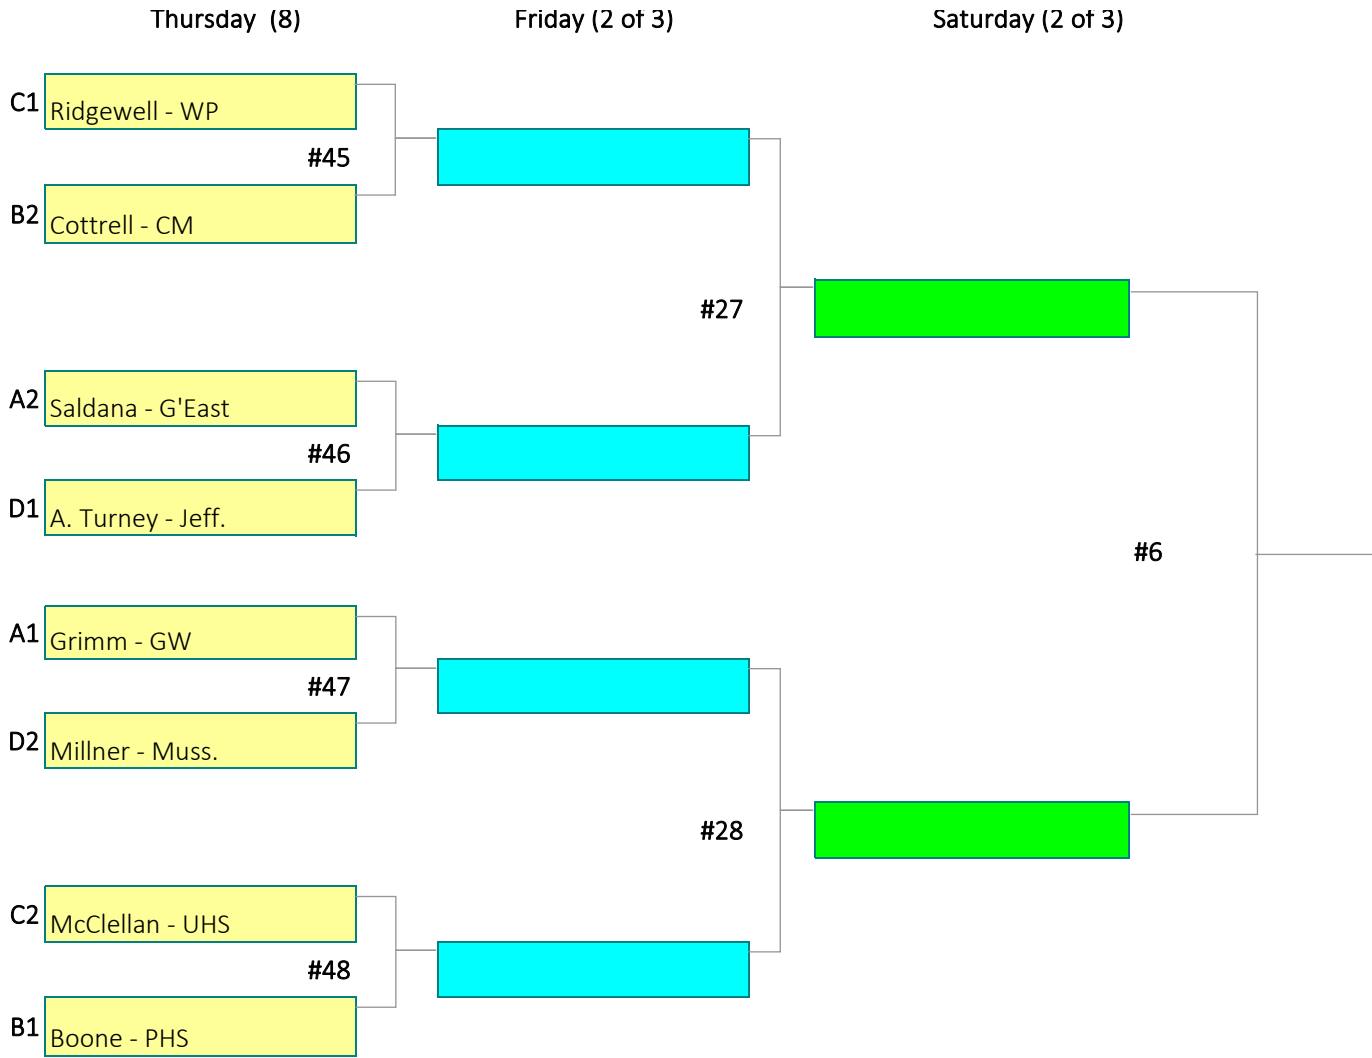 Thursday  (8) Friday (2 of 3) Saturday (2 of 3)
C1 Ridgewell - WP
#45
B2 Cottrell - CM
#27
A2 Saldana - G'East
#46
D1 A. Turney - Jeff.
#6
A1 Grimm - GW
#47
D2 Millner - Muss.
#28
C2 McClellan - UHS
#48
B1 Boone - PHS